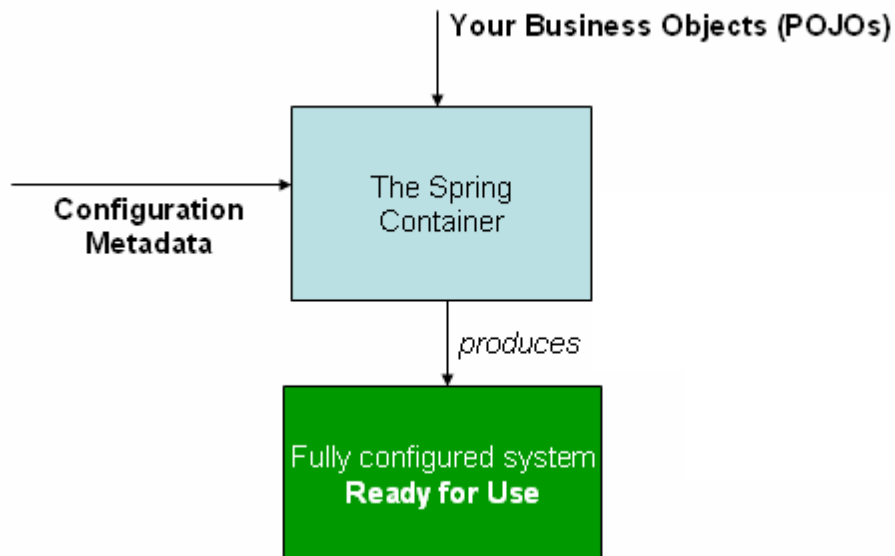 Your Business Objects (POJOs)
The Spring
Container
Configuration
Metadata
produces
Fully configured system
Ready for Use